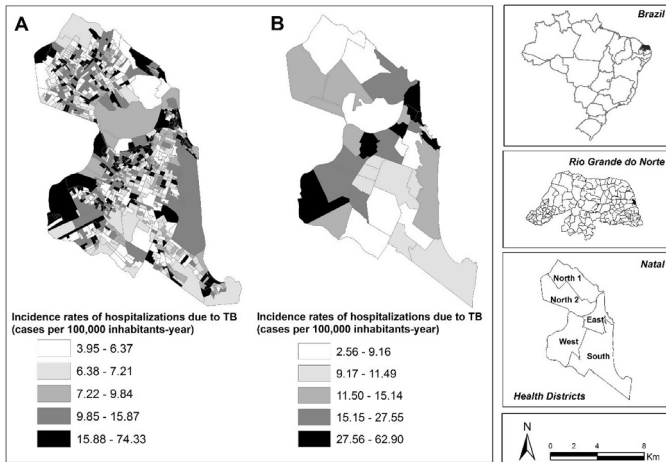 A
Incidence rates of hospitalizations due to TB
(cases per 100,000 inhabitants-year)
3.95 - 6.37
6.38 - 7.21
7.22 - 9.84
9.85 - 15.87
15.88 - 74.33
B
Incidence rates of hospitalizations due to TB
(cases per 100,000 inhabitants-year)
2.56 - 9.16
9.17 - 11.49
11.50 - 15.14
15.15 - 27.55
27.56 - 62.90
Brazil
Rio Grande do Norte
Natal
North 1
North 2
East
West
South
Health Districts
N
0 2 4 8
Km